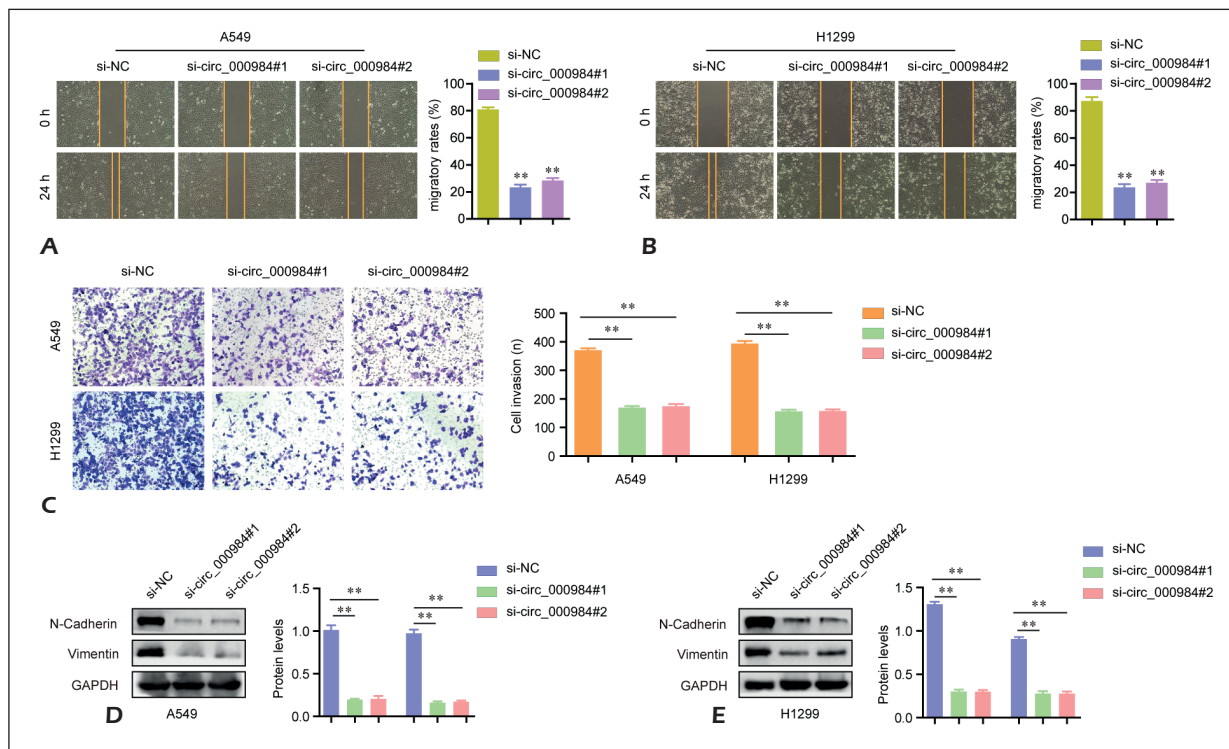 A549
si-NC si-circ_000984#1 si-circ_000984#2
0 h
24 h
migratory rates (%)
100
80
60
40
20
0
** **
si-NC
si-circ_000984#1
si-circ_000984#2
A
H1299
si-NC si-circ_000984#1 si-circ_000984#2
0 h
24 h
migratory rates (%)
100
80
60
40
20
0
** **
si-NC
si-circ_000984#1
si-circ_000984#2
B
si-NC si-circ_000984#1 si-circ_000984#2
A549
H1299
Cell invasion (n)
500
400
300
200
100
0
** **
** **
A549 H1299
si-NC
si-circ_000984#1
si-circ_000984#2
C
si-NC si-circ_000984#1 si-circ_000984#2
N-Cadherin
Vimentin
GAPDH
A549
Protein levels
1.5
1.0
0.5
0.0
** **
** **
si-NC
si-circ_000984#1
si-circ_000984#2
D
si-NC si-circ_000984#1 si-circ_000984#2
N-Cadherin
Vimentin
GAPDH
H1299
Protein levels
1.5
1.0
0.5
0.0
** **
** **
si-NC
si-circ_000984#1
si-circ_000984#2
E